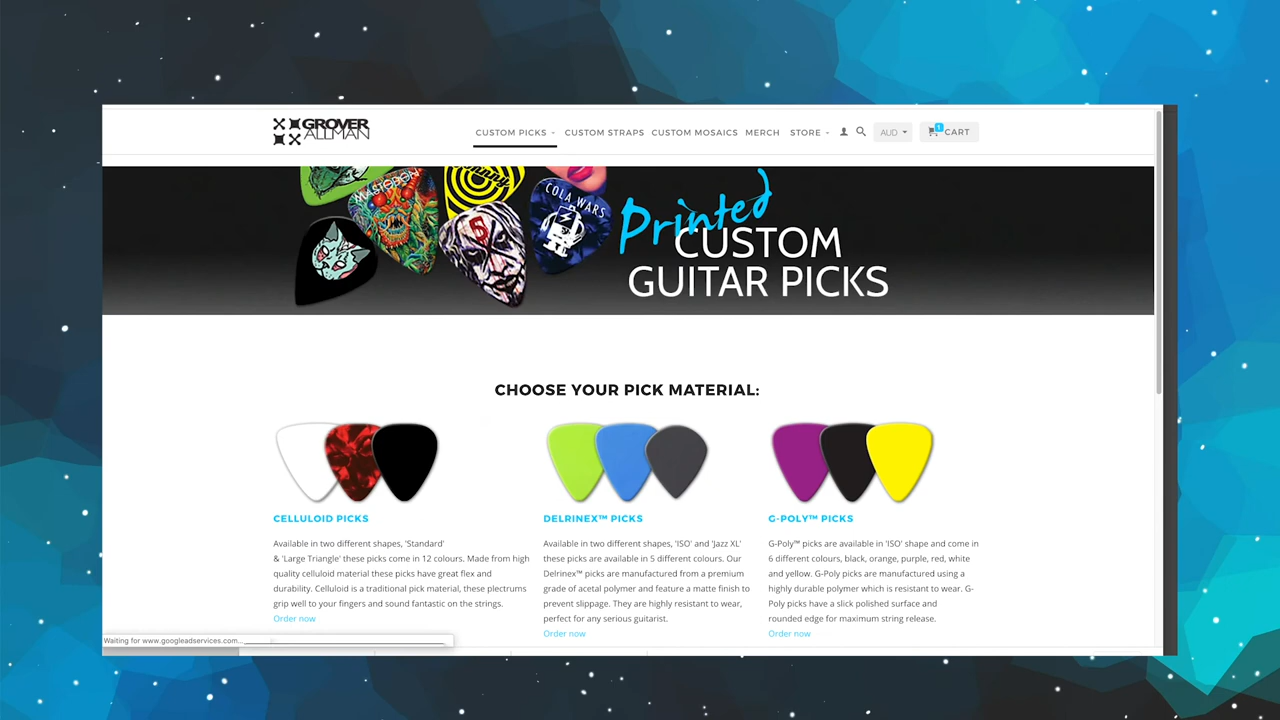 GROVER
ALLMAN
CUSTOM PICKS
CUSTOM STRAPS
CUSTOM MOSAICS
MERCH
STORE
AUD
1
CART
MASTODON
COLA WARS
S
Printed
CUSTOM
GUITAR PICKS
CHOOSE YOUR PICK MATERIAL:
CELLULOID PICKS
Available in two different shapes, 'Standard'
& 'Large Triangle' these picks come in 12 colours. Made from high
quality celluloid material these picks have great flex and
durability. Celluloid is a traditional pick material, these plectrums
grip well to your fingers and sound fantastic on the strings.
Order now
DELRINEX™ PICKS
Available in two different shapes, 'ISO' and 'Jazz XL'
these picks are available in 5 different colours. Our
Delrinex™ picks are manufactured from a premium
grade of acetal polymer and feature a matte finish to
prevent slippage. They are highly resistant to wear,
perfect for any serious guitarist.
Order now
G-POLY™ PICKS
G-Poly™ picks are available in 'ISO' shape and come in
6 different colours, black, orange, purple, red, white
and yellow. G-Poly picks are manufactured using a
highly durable polymer which is resistant to wear. G-
Poly picks have a slick polished surface and
rounded edge for maximum string release.
Order now
Waiting for www.googleadservices.com...